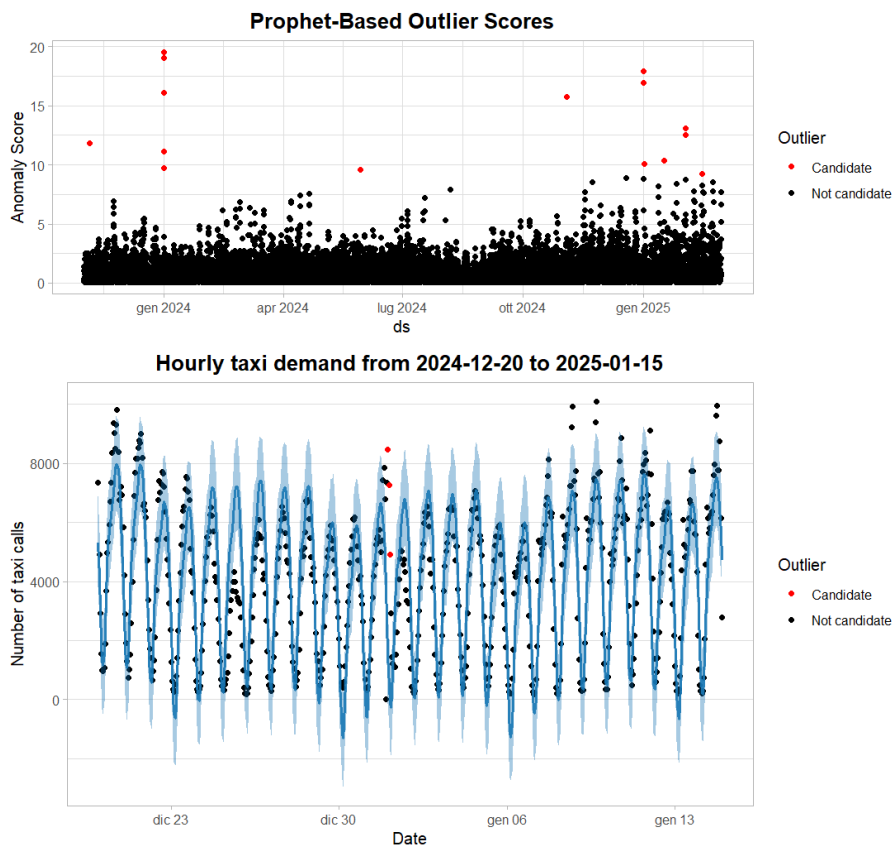 Prophet-Based Outlier Scores
Anomaly Score
20
15
10
5
0
gen 2024
apr 2024
lug 2024
ott 2024
gen 2025
ds
Outlier
Candidate
Not candidate
Hourly taxi demand from 2024-12-20 to 2025-01-15
Number of taxi calls
8000
4000
0
dic 23
dic 30
gen 06
gen 13
Date
Outlier
Candidate
Not candidate